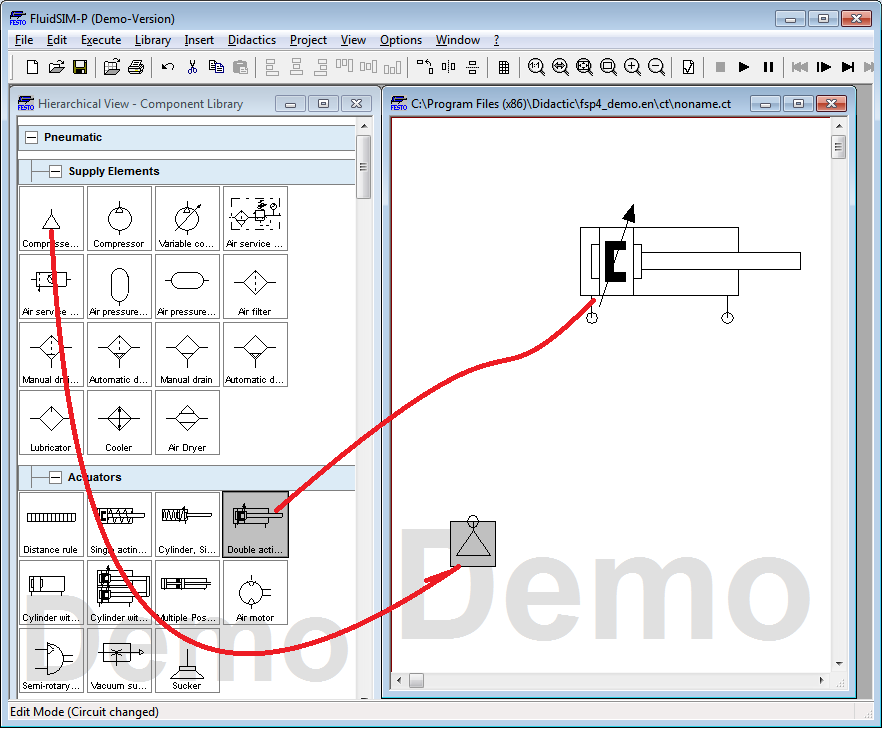 FESTO FluidSIM-P (Demo-Version)
File Edit Execute Library Insert Didactics Project View Options Window ?
FESTO Hierarchical View - Component Library
FESTO C:\Program Files (x86)\Didactic\fsp4_demo.en\ct\noname.ct
Pneumatic
Supply Elements
Compresse... Compressor Variable co... Air service ...
Air service ... Air pressure... Air pressure... Air filter
Manual drai... Automatic d... Manual drain Automatic d...
Lubricator Cooler Air Dryer
Actuators
Distance rule Single actin... Cylinder, Si... Double acti...
Cylinder wit... Cylinder wit... Multiple Pos... Air motor
Semi-rotary... Vacuum su... Sucker
Demo
Demo
Edit Mode (Circuit changed)